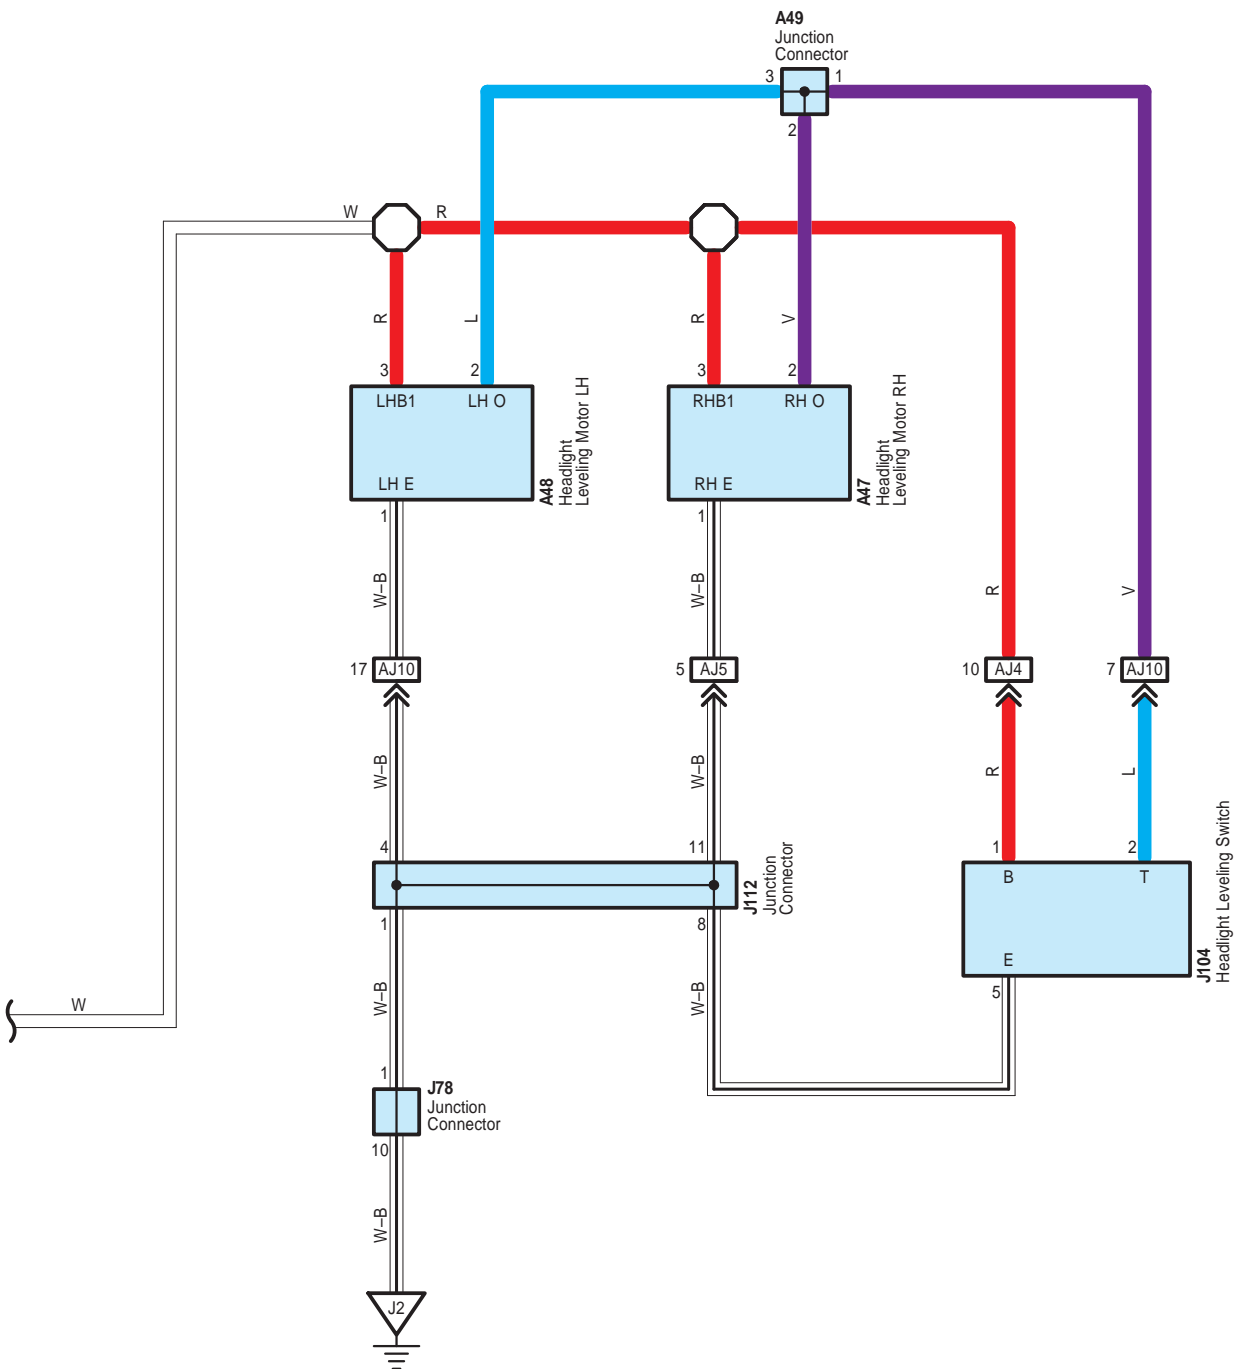 A49
Junction
Connector
3
1
2
W
R
R
L
R
V
3
2
3
2
LHB1
LH O
RHB1
RH O
LH E
RH E
A48
Headlight
Leveling Motor LH
A47
Headlight
Leveling Motor RH
1
1
W–B
W–B
R
V
17
AJ10
5
AJ5
10
AJ4
7
AJ10
W–B
W–B
R
L
4
11
1
2
J112
Junction
Connector
B
T
E
J104
Headlight Leveling Switch
1
8
5
W–B
W–B
W
1
J78
Junction
Connector
10
W–B
J2